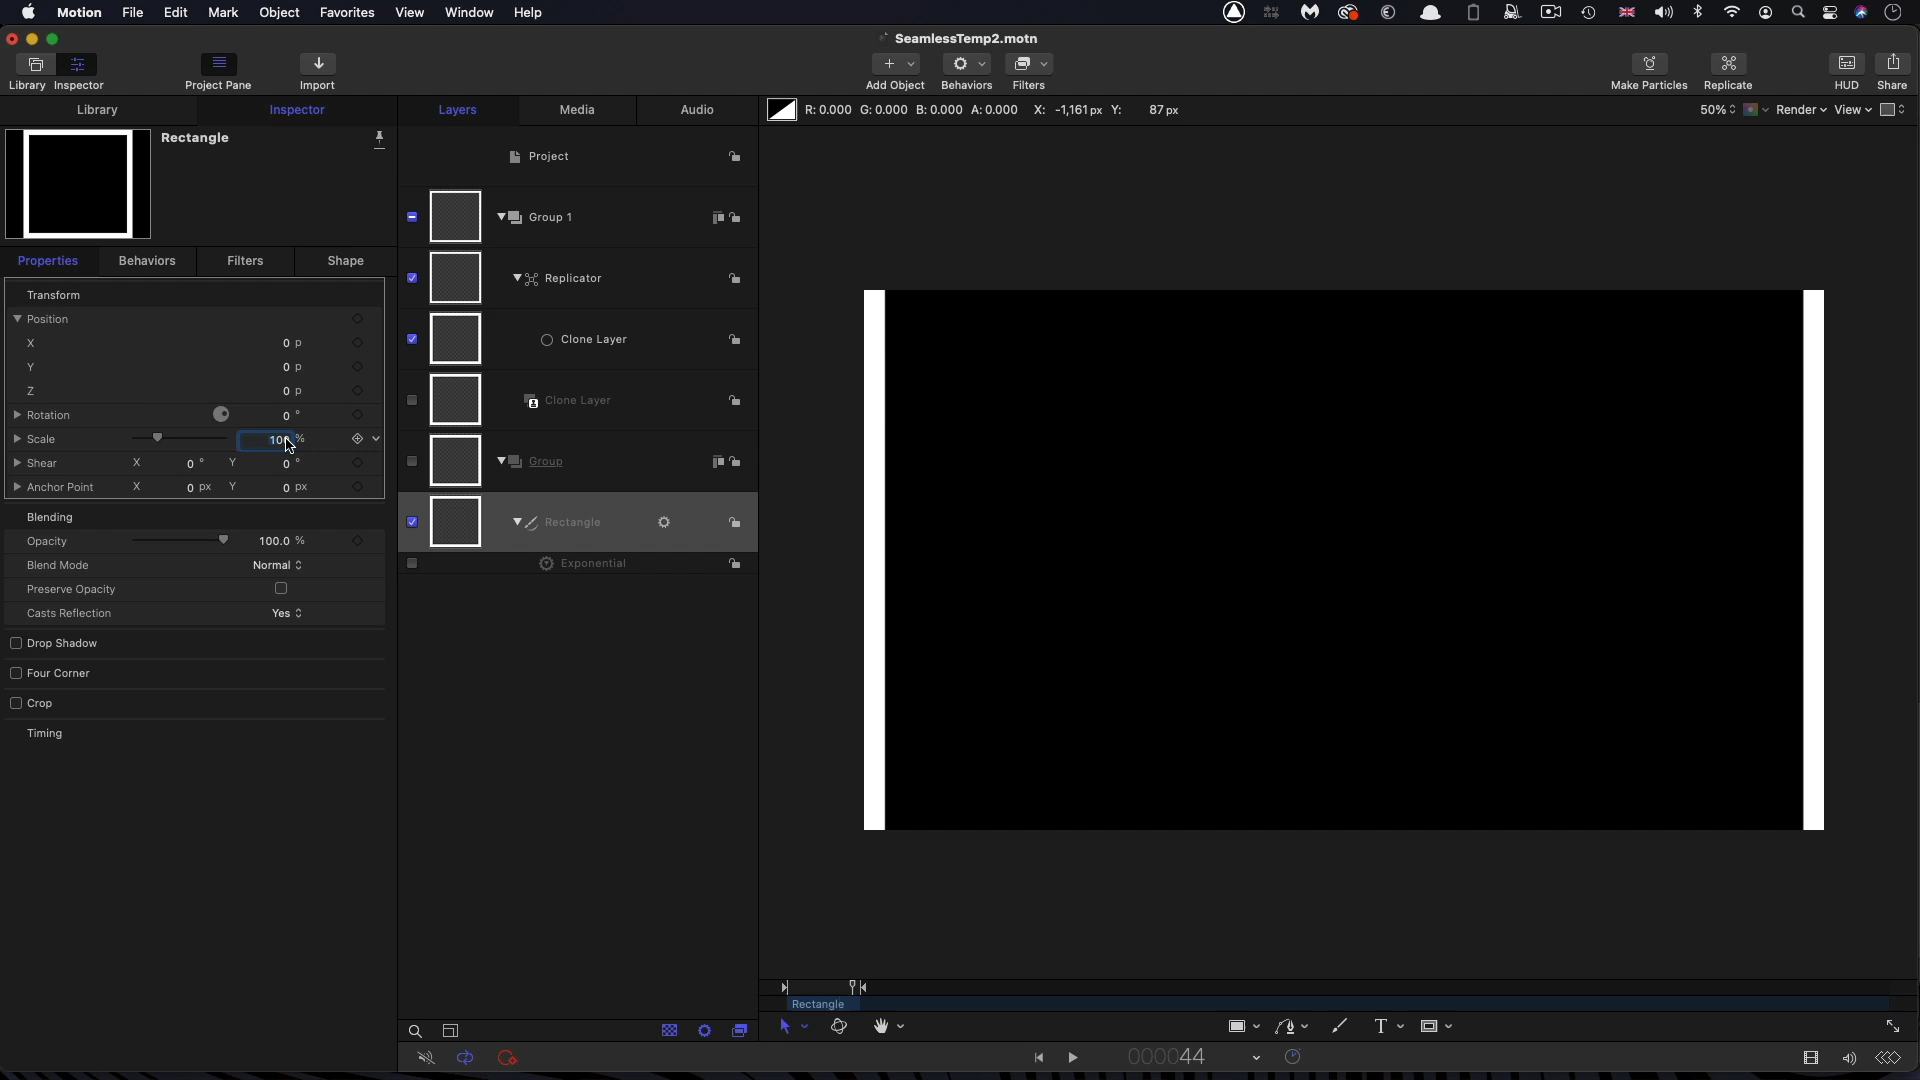 Motion File Edit Mark Object Favorites View Window Help
SeamlessTemp2.motn
Library Inspector Project Pane Import Add Object Behaviors Filters Make Particles Replicate HUD Share
Library Inspector Layers Media Audio R: 0.000 G: 0.000 B: 0.000 A: 0.000 X: -1,161 px Y: 87 px 50% Render View
Rectangle
Project
Group 1
Properties Behaviors Filters Shape
Replicator
Transform
Position
X 0 p
Clone Layer
Y 0 p
Z 0 p
Clone Layer
Rotation 0 °
Scale 100 %
Shear X 0 ° Y 0 °
Group
Anchor Point X 0 px Y 0 px
Blending
Rectangle
Opacity 100.0 %
Blend Mode Normal
Exponential
Preserve Opacity
Casts Reflection Yes
Drop Shadow
Four Corner
Crop
Timing
Rectangle
T
000044